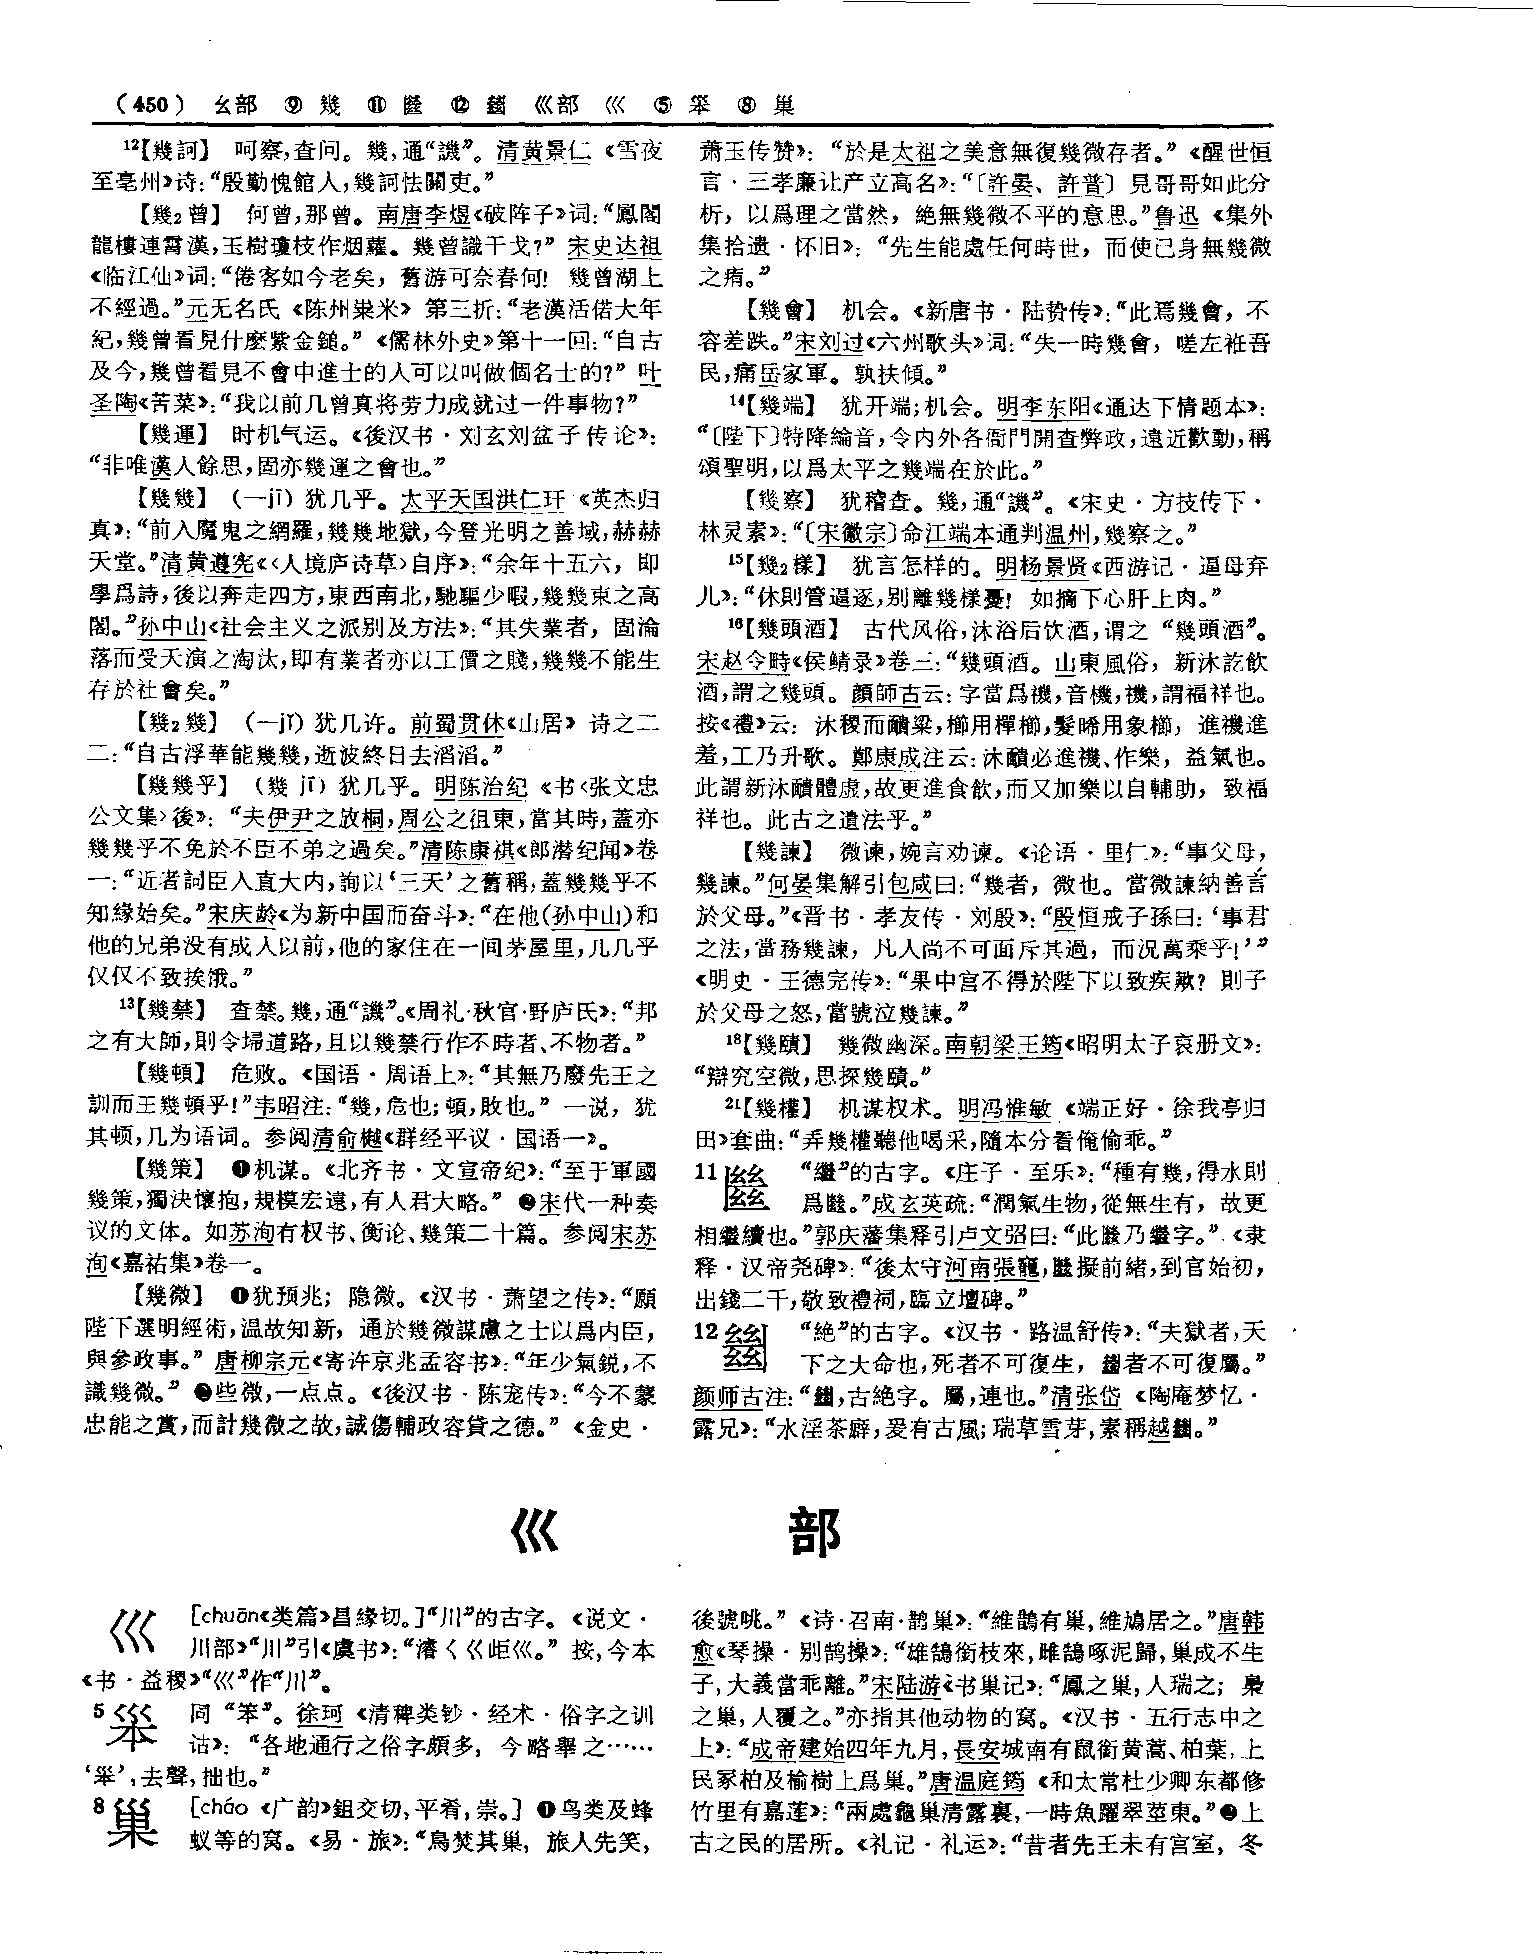 （450） 幺部 ⑨ 幾 ⑪ 𢆶 ⑫ 𢇍 巛部 巛 ⑤ 𡿺 ⑧ 巢
¹²【幾訶】 呵察，查问。幾，通“譏”。清黄景仁《雪夜
至亳州》诗：“殷勤愧館人，幾訶怯關吏。”
【幾₂曾】 何曾，那曾。南唐李煜《破阵子》词：“鳳閣
龍樓連霄漢，玉樹瓊枝作烟蘿。幾曾識干戈？” 宋史达祖
《临江仙》词：“倦客如今老矣，舊游可奈春何！ 幾曾湖上
不經過。”元无名氏《陈州粜米》 第三折：“老漢活偌大年
紀，幾曾看見什麽紫金鎚。” 《儒林外史》第十一回：“自古
及今，幾曾看見不會中進士的人可以叫做個名士的？” 叶
圣陶《苦菜》：“我以前几曾真将劳力成就过一件事物？”
【幾運】 时机气运。《後汉书·刘玄刘盆子传论》：
“非唯漢人餘思，固亦幾運之會也。”
【幾幾】 （—jī）犹几乎。太平天国洪仁玕《英杰归
真》：“前入魔鬼之網羅，幾幾地獄，今登光明之善域，赫赫
天堂。”清黄遵宪《〈人境庐诗草〉自序》：“余年十五六，即
學爲詩，後以奔走四方，東西南北，馳驅少暇，幾幾束之高
閣。”孙中山《社会主义之派别及方法》：“其失業者，固淪
落而受天演之淘汰，即有業者亦以工價之賤，幾幾不能生
存於社會矣。”
【幾₂幾】 （—jǐ）犹几许。前蜀贯休《山居》诗之二
二：“自古浮華能幾幾，逝波終日去滔滔。”
【幾幾乎】 （幾 jī）犹几乎。明陈治纪《书〈张文忠
公文集〉後》：“夫伊尹之放桐，周公之徂東，當其時，蓋亦
幾幾乎不免於不臣不弟之過矣。”清陈康祺《郎潜纪闻》卷
一：“近者詞臣入直大内，詢以‘三天’之舊稱，蓋幾幾乎不
知緣始矣。”宋庆龄《为新中国而奋斗》：“在他（孙中山）和
他的兄弟没有成人以前，他的家住在一间茅屋里，几几乎
仅仅不致挨饿。”
¹³【幾禁】 查禁。幾，通“譏”。《周礼·秋官·野庐氏》：“邦
之有大師，則令埽道路，且以幾禁行作不時者、不物者。”
【幾頓】 危败。《国语·周语上》：“其無乃廢先王之
訓而王幾頓乎！”韦昭注：“幾，危也；頓，敗也。” 一说，犹
其顿，几为语词。参阅清俞樾《群经平议·国语一》。
【幾策】 ❶机谋。《北齐书·文宣帝纪》：“至于軍國
幾策，獨決懷抱，規模宏遠，有人君大略。” ❷宋代一种奏
议的文体。如苏洵有权书、衡论、幾策二十篇。参阅宋苏
洵《嘉祐集》卷一。
【幾微】 ❶犹预兆；隐微。《汉书·萧望之传》：“願
陛下選明經術，温故知新，通於幾微謀慮之士以爲内臣，
與參政事。” 唐柳宗元《寄许京兆孟容书》：“年少氣鋭，不
識幾微。” ❷些微，一点点。《後汉书·陈宠传》：“今不蒙
忠能之賞，而計幾微之故，誠傷輔政容貸之德。”《金史·
萧玉传赞》：“於是太祖之美意無復幾微存者。”《醒世恒
言·三孝廉让产立高名》：“〔許晏、許普〕見哥哥如此分
析，以爲理之當然，絶無幾微不平的意思。”鲁迅《集外
集拾遗·怀旧》：“先生能處任何時世，而使己身無幾微
之痏。”
【幾會】 机会。《新唐书·陆贽传》：“此焉幾會，不
容差跌。”宋刘过《六州歌头》词：“失一時幾會，嗟左袵吾
民，痛岳家軍。孰扶傾。”
¹⁴【幾端】 犹开端；机会。明李东阳《通达下情题本》：
“〔陛下〕特降綸音，令内外各衙門開查弊政，遠近歡動，稱
頌聖明，以爲太平之幾端在於此。”
【幾察】 犹稽查。幾，通“譏”。《宋史·方技传下·
林灵素》：“〔宋徽宗〕命江端本通判温州，幾察之。”
¹⁵【幾₂樣】 犹言怎样的。明杨景贤《西游记·逼母弃
儿》：“休則管逼逐，别離幾樣憂！ 如摘下心肝上肉。”
¹⁶【幾頭酒】 古代风俗，沐浴后饮酒，谓之“幾頭酒”。
宋赵令畤《侯鲭录》卷三：“幾頭酒。山東風俗，新沐訖飲
酒，謂之幾頭。顔師古云：字當爲禨，音機，禨，謂福祥也。
按《禮》云：沐稷而靧粱，櫛用樿櫛，髮晞用象櫛，進禨進
羞，工乃升歌。鄭康成注云：沐靧必進禨、作樂，益氣也。
此謂新沐靧體虚，故更進食飲，而又加樂以自輔助，致福
祥也。此古之遺法乎。”
【幾諫】 微谏，婉言劝谏。《论语·里仁》：“事父母，
幾諫。”何晏集解引包咸曰：“幾者，微也。當微諫納善言
於父母。”《晋书·孝友传·刘殷》：“殷恒戒子孫曰：‘事君
之法，當務幾諫，凡人尚不可面斥其過，而況萬乘乎！’”
《明史·王德完传》：“果中宫不得於陛下以致疾歟？則子
於父母之怒，當號泣幾諫。”
¹⁸【幾賾】 幾微幽深。南朝梁王筠《昭明太子哀册文》：
“辯究空微，思探幾賾。”
²¹【幾權】 机谋权术。明冯惟敏《端正好·徐我亭归
田》套曲：“弄幾權聽他喝采，隨本分看俺偷乖。”
11 “繼”的古字。《庄子·至乐》：“種有幾，得水則
爲㡭。”成玄英疏：“潤氣生物，從無生有，故更
相繼續也。”郭庆藩集释引卢文弨曰：“此㡭乃繼字。”《隶
释·汉帝尧碑》：“後太守河南張寵，㡭擬前緒，到官始初，
出錢二千，敬致禮祠，臨立壇碑。”
12 “絶”的古字。《汉书·路温舒传》：“夫獄者，天
下之大命也，死者不可復生，𢇍者不可復屬。”
颜师古注：“𢇍，古絶字。屬，連也。”清张岱《陶庵梦忆·
露兄》：“水淫茶癖，爰有古風；瑞草雪芽，素稱越𢇍。”
巛 部
巛 ［chuān《类篇》昌缘切。］“川”的古字。《说文·
川部》“川”引《虞书》：“濬く巜距巛。” 按，今本
《书·益稷》“巛”作“川”。
5 同“笨”。徐珂《清稗类钞·经术·俗字之训
诂》：“各地通行之俗字頗多，今略舉之……
‘𡿺’，去聲，拙也。”
8 巢 ［cháo《广韵》鉏交切，平肴，崇。］ ❶鸟类及蜂
蚁等的窝。《易·旅》：“鳥焚其巢，旅人先笑，
後號咷。”《诗·召南·鹊巢》：“維鵲有巢，維鳩居之。”唐韩
愈《琴操·别鹄操》：“雄鵠銜枝來，雌鵠啄泥歸，巢成不生
子，大義當乖離。”宋陆游《书巢记》：“鳳之巢，人瑞之；梟
之巢，人覆之。”亦指其他动物的窝。《汉书·五行志中之
上》：“成帝建始四年九月，長安城南有鼠銜黄蒿、柏葉，上
民冢柏及榆樹上爲巢。”唐温庭筠《和太常杜少卿东都修
竹里有嘉莲》：“兩處龜巢清露裏，一時魚躍翠莖東。”❷上
古之民的居所。《礼记·礼运》：“昔者先王未有宫室，冬